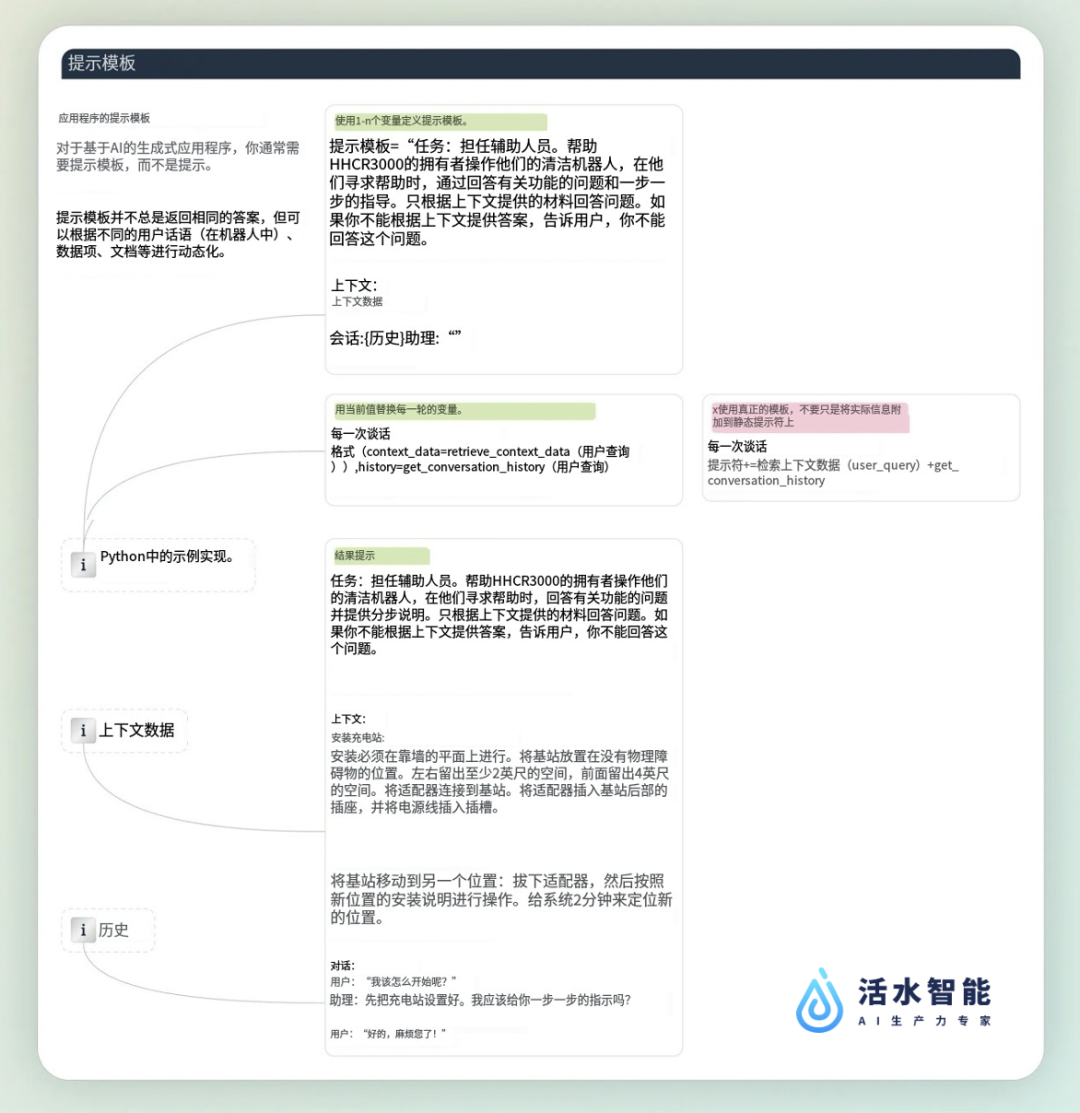 提示模板
应用程序的提示模板
对于基于AI的生成式应用程序，你通常需
要提示模板，而不是提示。
提示模板并不总是返回相同的答案，但可
以根据不同的用户话语（在机器人中）、
数据项、文档等进行动态化。
使用1-n个变量定义提示模板。
提示模板=“任务：担任辅助人员。帮助
HHCR3000的拥有者操作他们的清洁机器人，在他
们寻求帮助时，通过回答有关功能的问题和一步一
步的指导。只根据上下文提供的材料回答问题。如
果你不能根据上下文提供答案，告诉用户，你不能
回答这个问题。
上下文：
上下文数据
会话:{历史}助理：“”
用当前值替换每一轮的变量。
每一次谈话
格式（context_data=retrieve_context_data（用户查询
））,history=get_conversation_history（用户查询）
x使用真正的模板，不要只是将实际信息附
加到静态提示符上
每一次谈话
提示符+=检索上下文数据（user_query）+get_
conversation_history
i Python中的示例实现。
结果提示
任务：担任辅助人员。帮助HHCR3000的拥有者操作他们
的清洁机器人，在他们寻求帮助时，回答有关功能的问题
并提供分步说明。只根据上下文提供的材料回答问题。如
果你不能根据上下文提供答案，告诉用户，你不能回答这
个问题。
i 上下文数据
上下文：
安装充电站:
安装必须在靠墙的平面上进行。将基站放置在没有物理障
碍物的位置。左右留出至少2英尺的空间，前面留出4英尺
的空间。将适配器连接到基站。将适配器插入基站后部的
插座，并将电源线插入插槽。
将基站移动到另一个位置：拔下适配器，然后按照
新位置的安装说明进行操作。给系统2分钟来定位新
的位置。
i 历史
对话：
用户：“我该怎么开始呢？”
助理：先把充电站设置好。我应该给你一步一步的指示吗？
用户：“好的，麻烦您了！”
活水智能
AI生产力专家